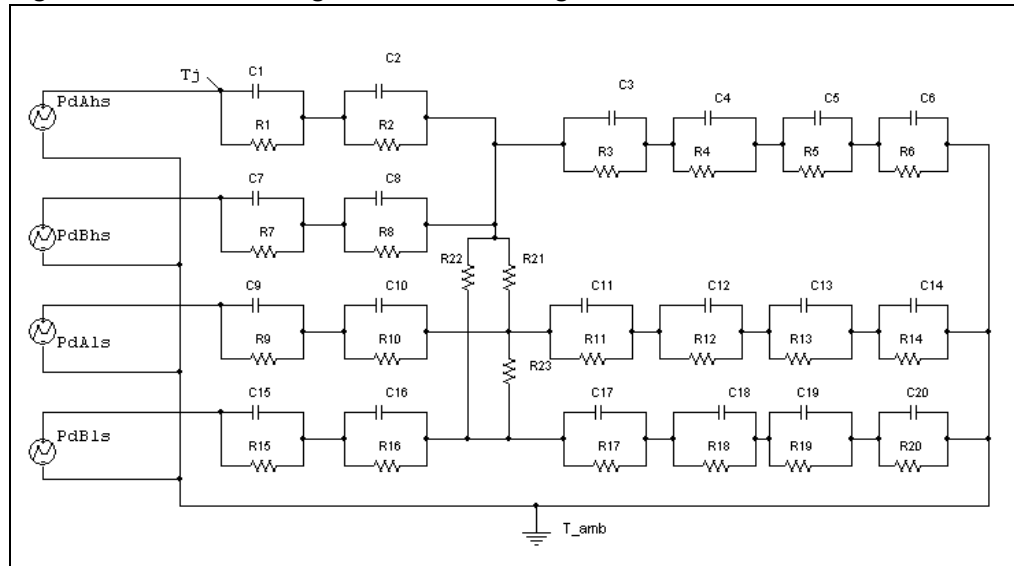 C1 C2 C3 C4 C5 C6
Tj
PdAhs
R1 R2 R3 R4 R5 R6
C7 C8
PdBhs
R7 R8
R22 R21
C9 C10 C11 C12 C13 C14
PdAls
R9 R10 R11 R12 R13 R14
R23
C15 C16 C17 C18 C19 C20
PdBls
R15 R16 R17 R18 R19 R20
T_amb